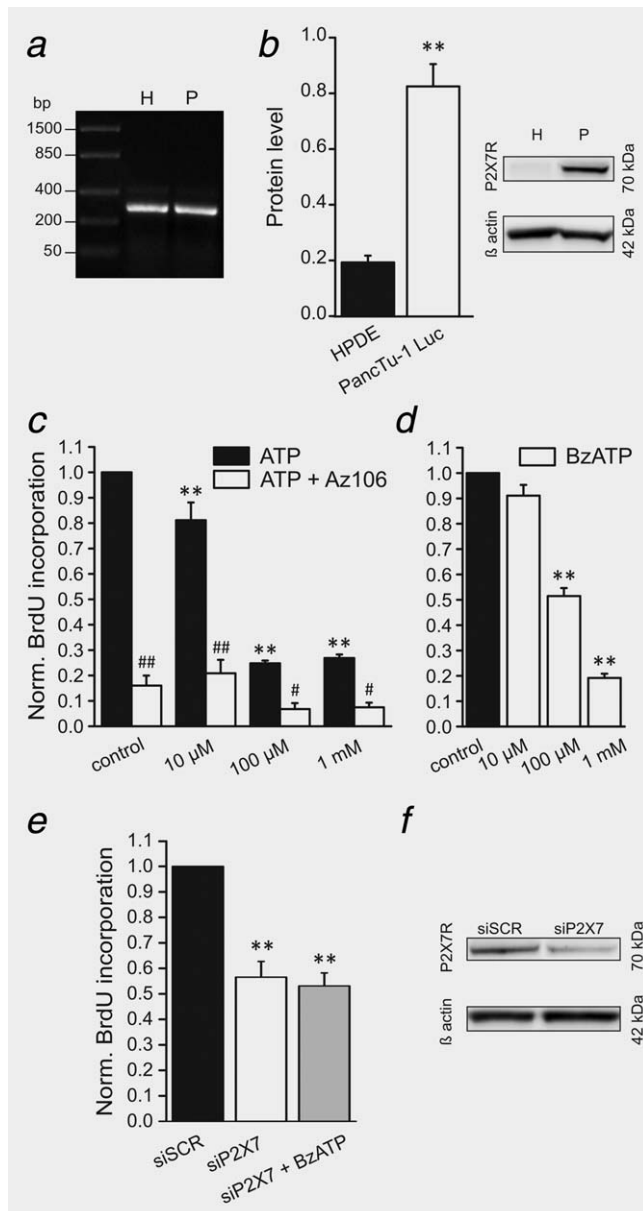 a
bp
H P
1500
850
400
200
50
b
**
Protein level
1.0
0.8
0.6
0.4
0.2
0.0
HPDE
PancTu-1 Luc
H P
P2X7R
70 kDa
ß actin
42 kDa
c
Norm. BrdU incorporation
1.1
1.0
0.9
0.8
0.7
0.6
0.5
0.4
0.3
0.2
0.1
0.0
ATP
ATP + Az106
##
**
##
**
#
**
#
control
10 µM
100 µM
1 mM
d
1.1
1.0
0.9
0.8
0.7
0.6
0.5
0.4
0.3
0.2
0.1
0.0
BzATP
**
**
control
10 µM
100 µM
1 mM
e
Norm. BrdU incorporation
1.1
1.0
0.9
0.8
0.7
0.6
0.5
0.4
0.3
0.2
0.1
0.0
**
**
siSCR
siP2X7
siP2X7 + BzATP
f
siSCR siP2X7
P2X7R
70 kDa
ß actin
42 kDa